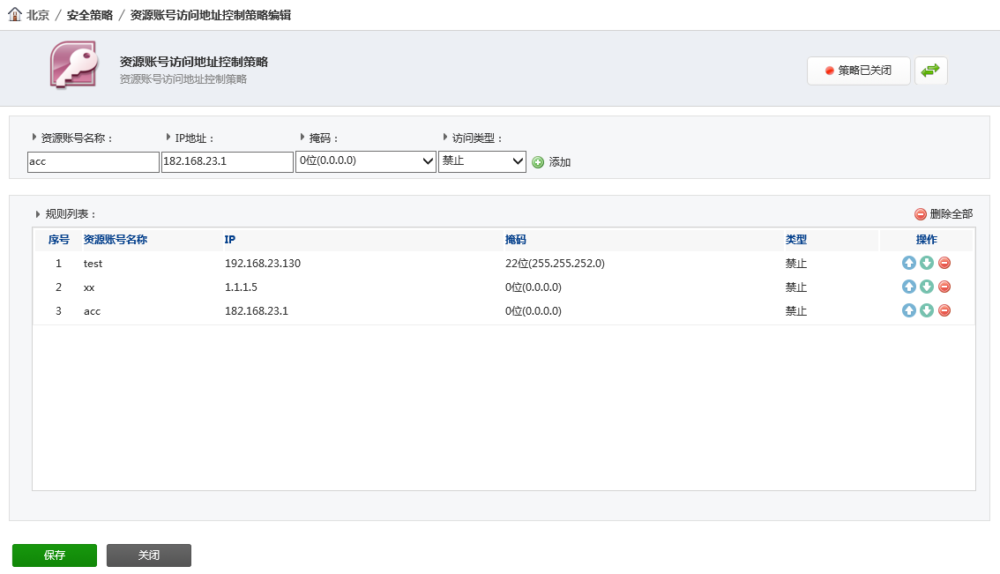 北京 / 安全策略 / 资源账号访问地址控制策略编辑
资源账号访问地址控制策略
资源账号访问地址控制策略
策略已关闭
资源账号名称： IP地址： 掩码： 访问类型：
acc 182.168.23.1 0位(0.0.0.0) 禁止 添加
规则列表： 删除全部
序号 资源账号名称 IP 掩码 类型 操作
1 test 192.168.23.130 22位(255.255.252.0) 禁止
2 xx 1.1.1.5 0位(0.0.0.0) 禁止
3 acc 182.168.23.1 0位(0.0.0.0) 禁止
保存 关闭